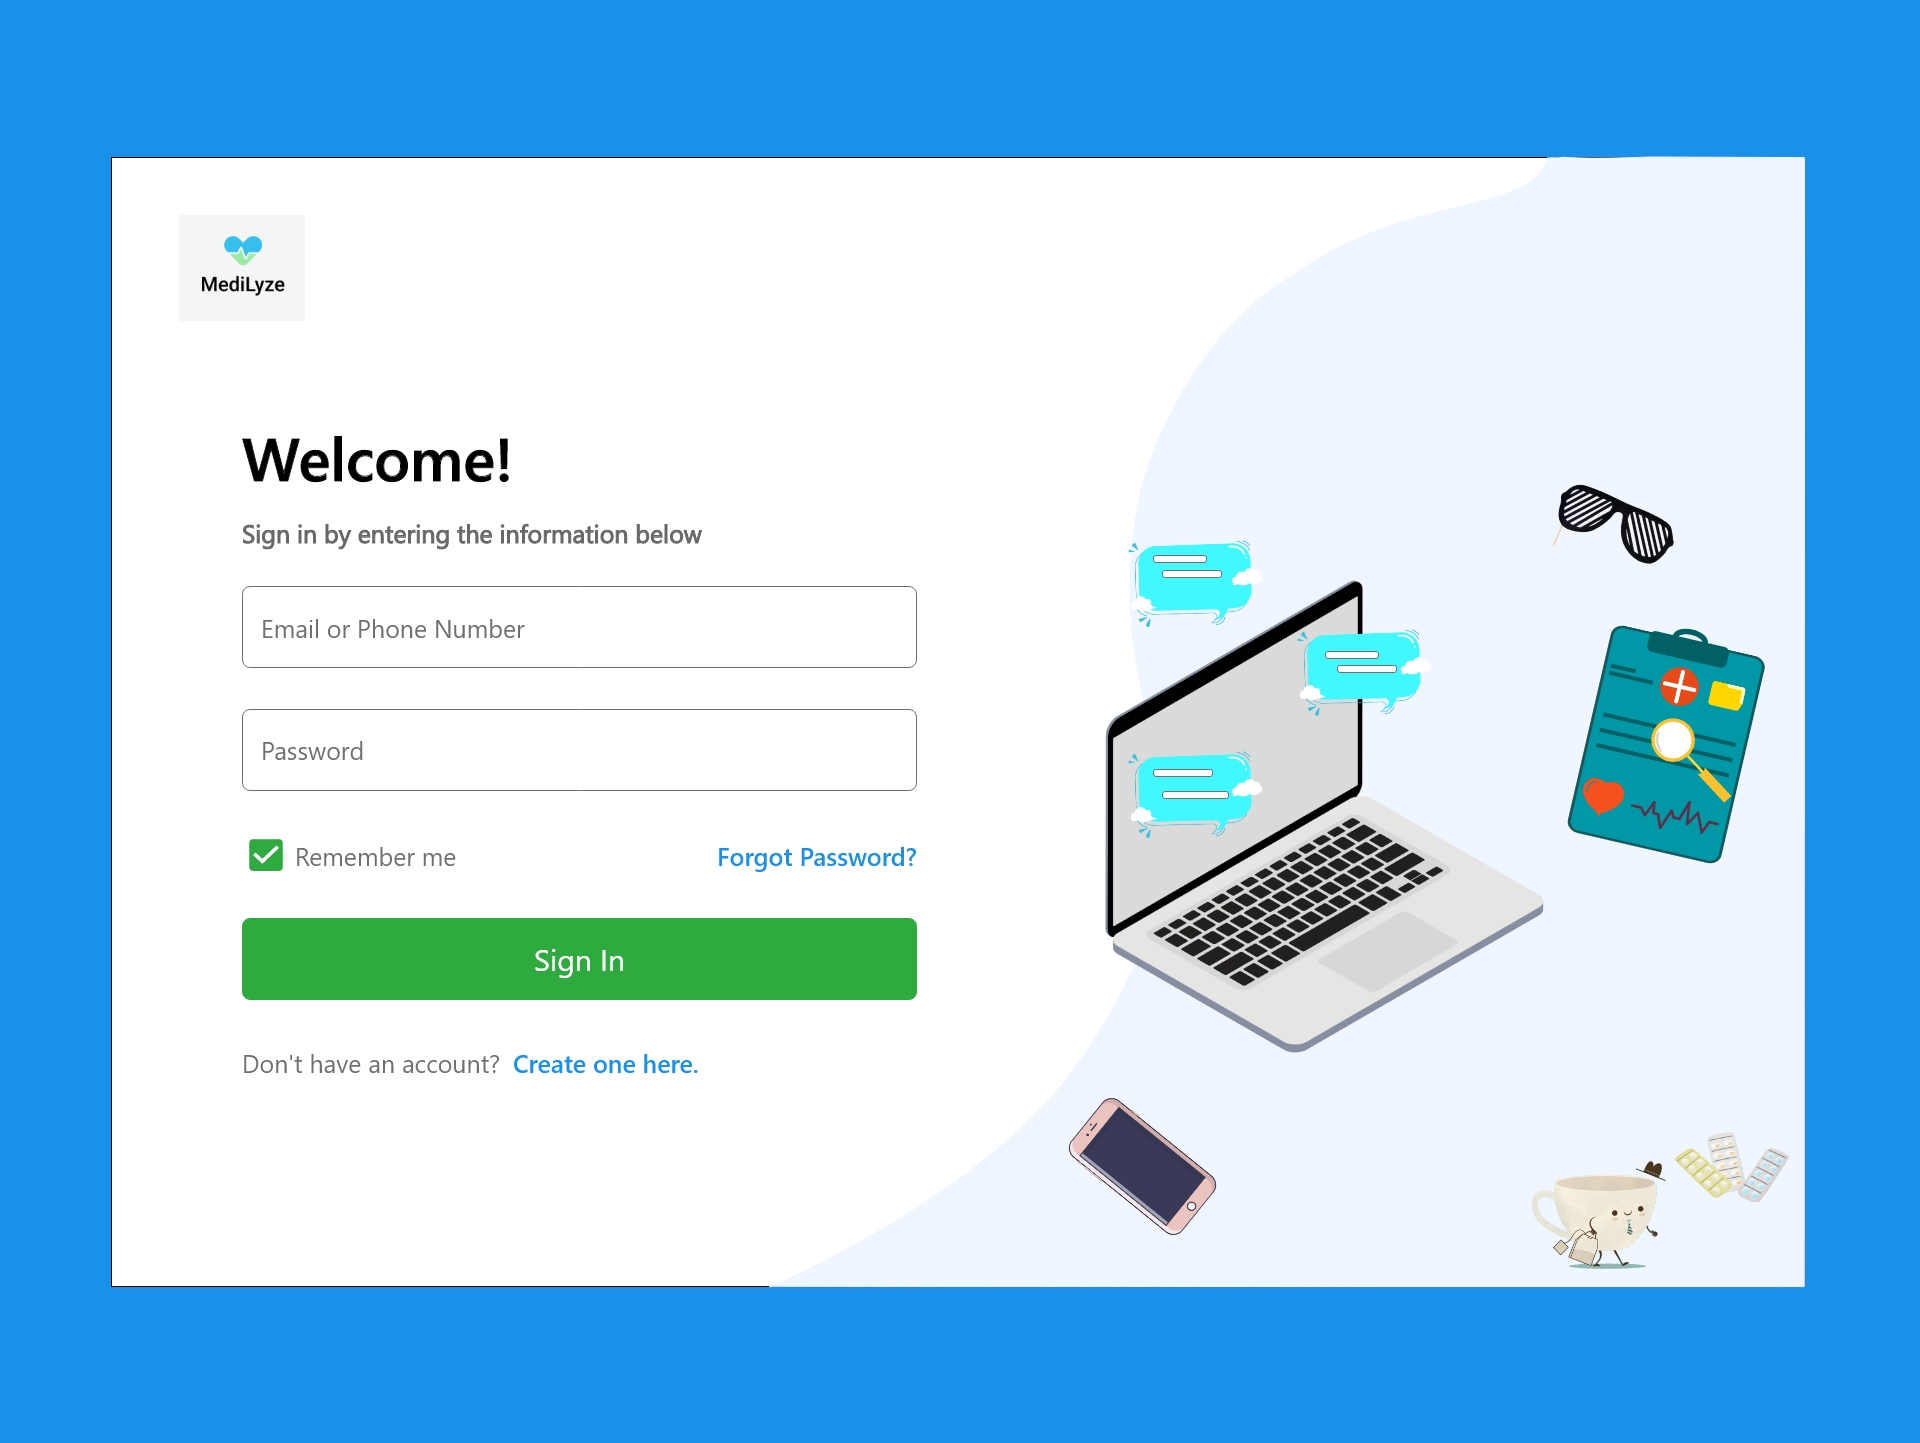 MediLyze
Welcome!
Sign in by entering the information below
Email or Phone Number
Password
Remember me
Forgot Password?
Sign In
Don't have an account? Create one here.